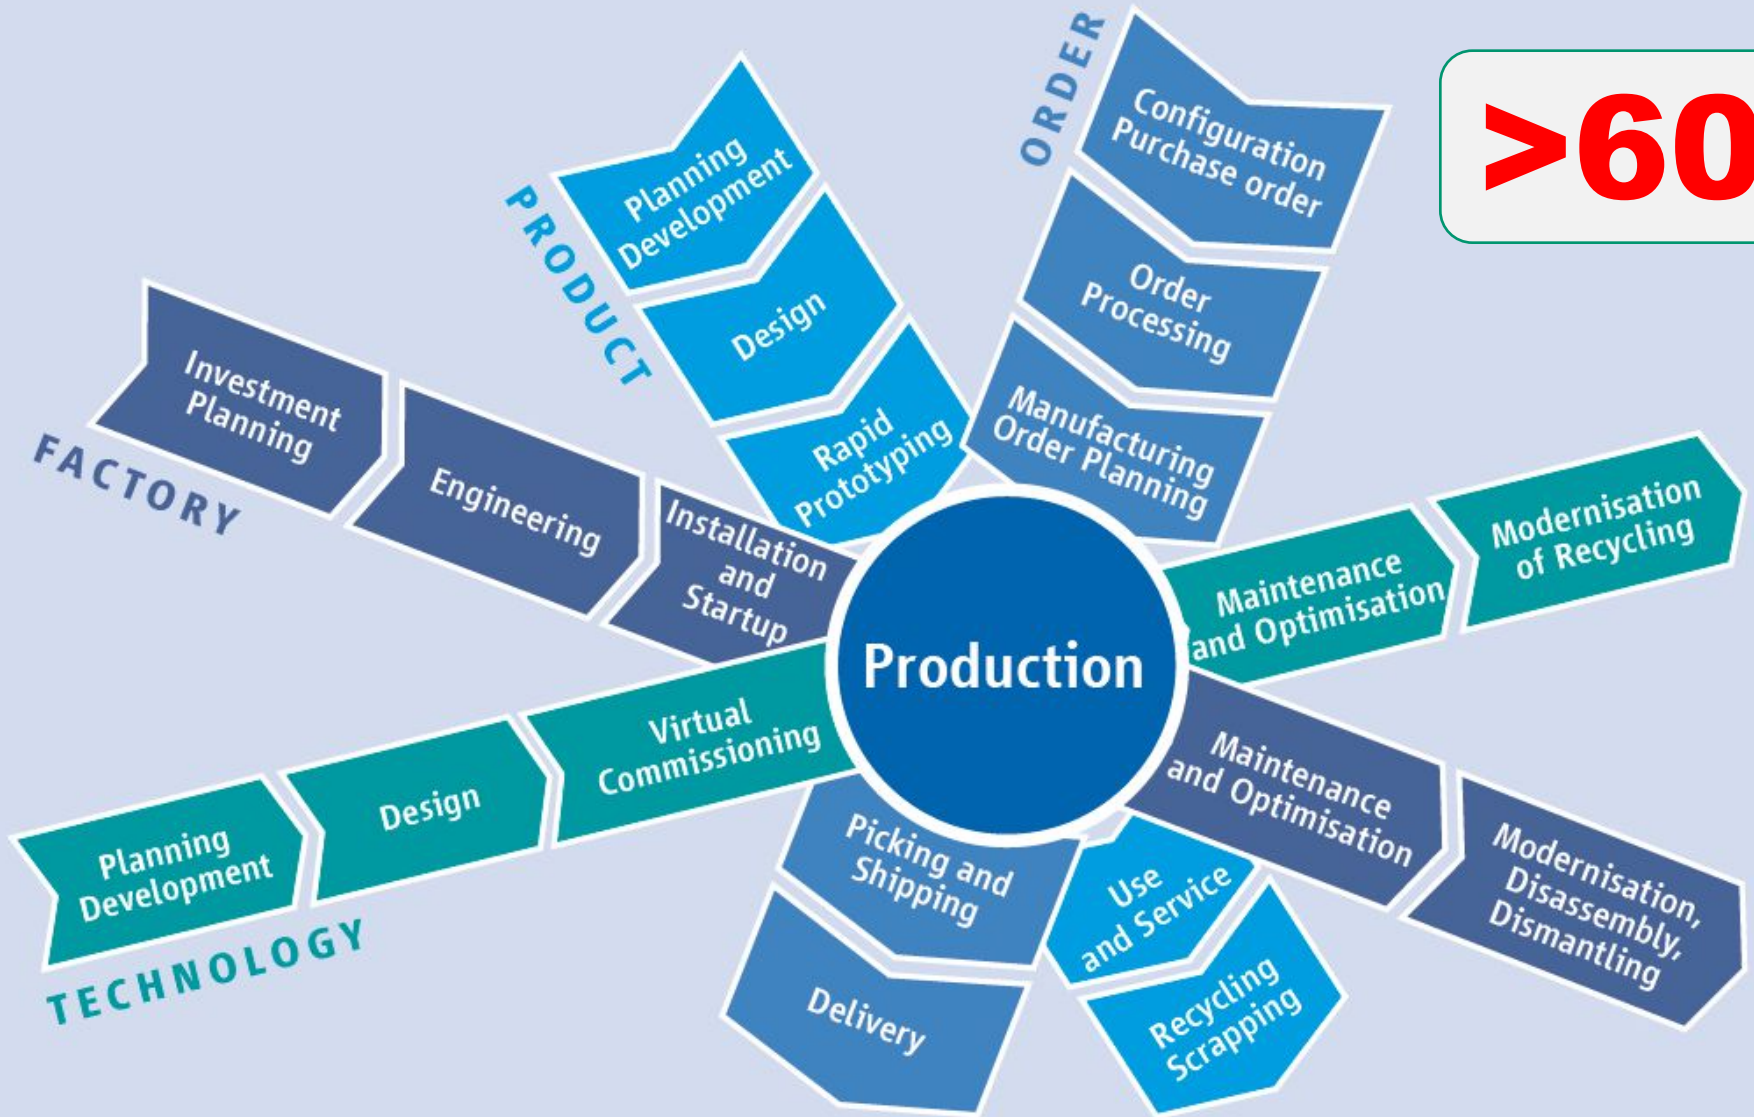 ORDER
Configuration
Purchase order
Order
Processing
Manufacturing
Order Planning
>60
PRODUCT
Planning
Development
Design
Rapid
Prototyping
FACTORY
Investment
Planning
Engineering
Installation
and
Startup
Production
Maintenance
and Optimisation
Modernisation
of Recycling
TECHNOLOGY
Planning
Development
Design
Virtual
Commissioning
Maintenance
and Optimisation
Modernisation,
Disassembly,
Dismantling
Picking and
Shipping
Delivery
Use
and Service
Recycling
Scrapping